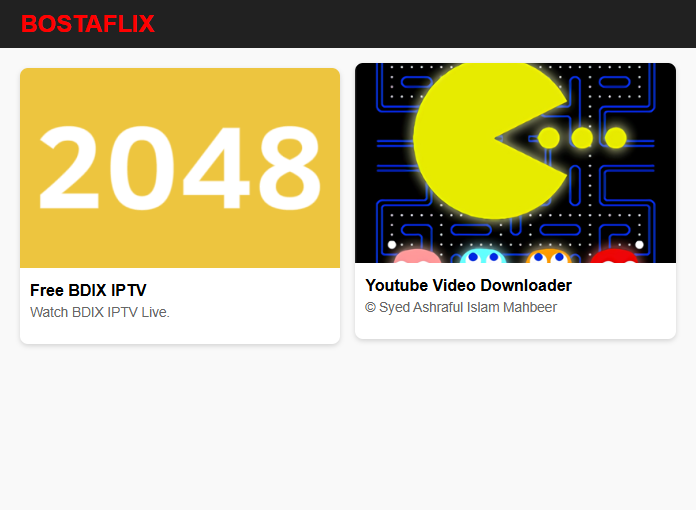 BOSTAFLIX
2048
Free BDIX IPTV
Watch BDIX IPTV Live.
Youtube Video Downloader
© Syed Ashraful Islam Mahbeer